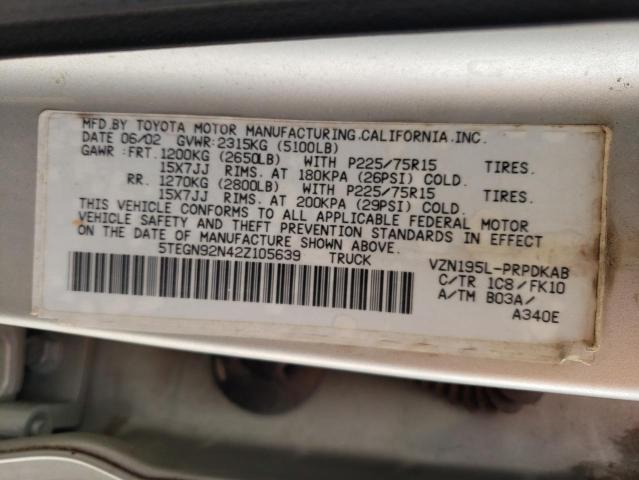 MFD.BY TOYOTA MOTOR MANUFACTURING.CALIFORNIA.INC.
DATE 06/02 GVWR:2315KG (5100LB)
GAWR:FRT.1200KG (2650LB) WITH P225/75R15 TIRES.
15X7JJ RIMS. AT 180KPA (26PSI) COLD.
RR. 1270KG (2800LB) WITH P225/75R15 TIRES.
15X7JJ RIMS. AT 200KPA (29PSI) COLD.
THIS VEHICLE CONFORMS TO ALL APPLICABLE FEDERAL MOTOR
VEHICLE SAFETY AND THEFT PREVENTION STANDARDS IN EFFECT
ON THE DATE OF MANUFACTURE SHOWN ABOVE.
5TEGN92N42Z105639 TRUCK VZN195L-PRPDKAB
C/TR 1C8/FK10
A/TM B03A/
A340E